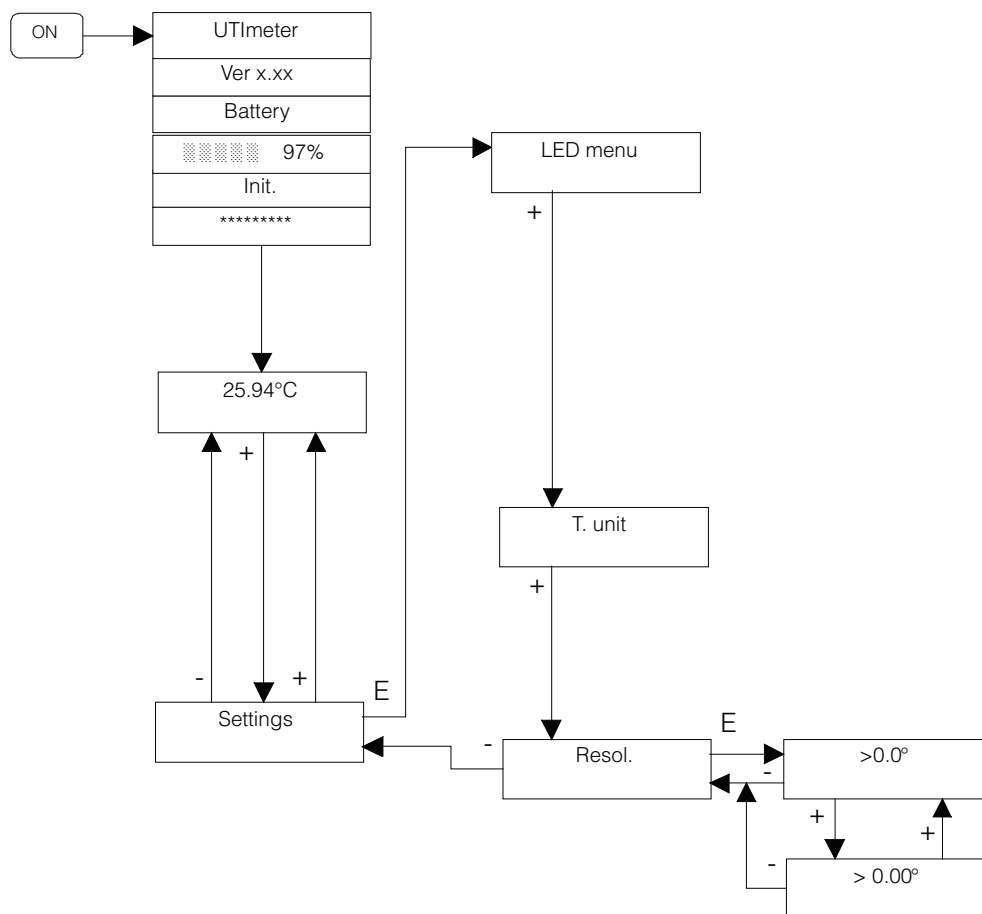 ON
UTImeter
Ver x.xx
Battery
97%
Init.
*********
25.94°C
+
-
+
Settings
E
LED menu
+
T. unit
+
-
Resol.
E
>0.0°
-
+
+
-
> 0.00°